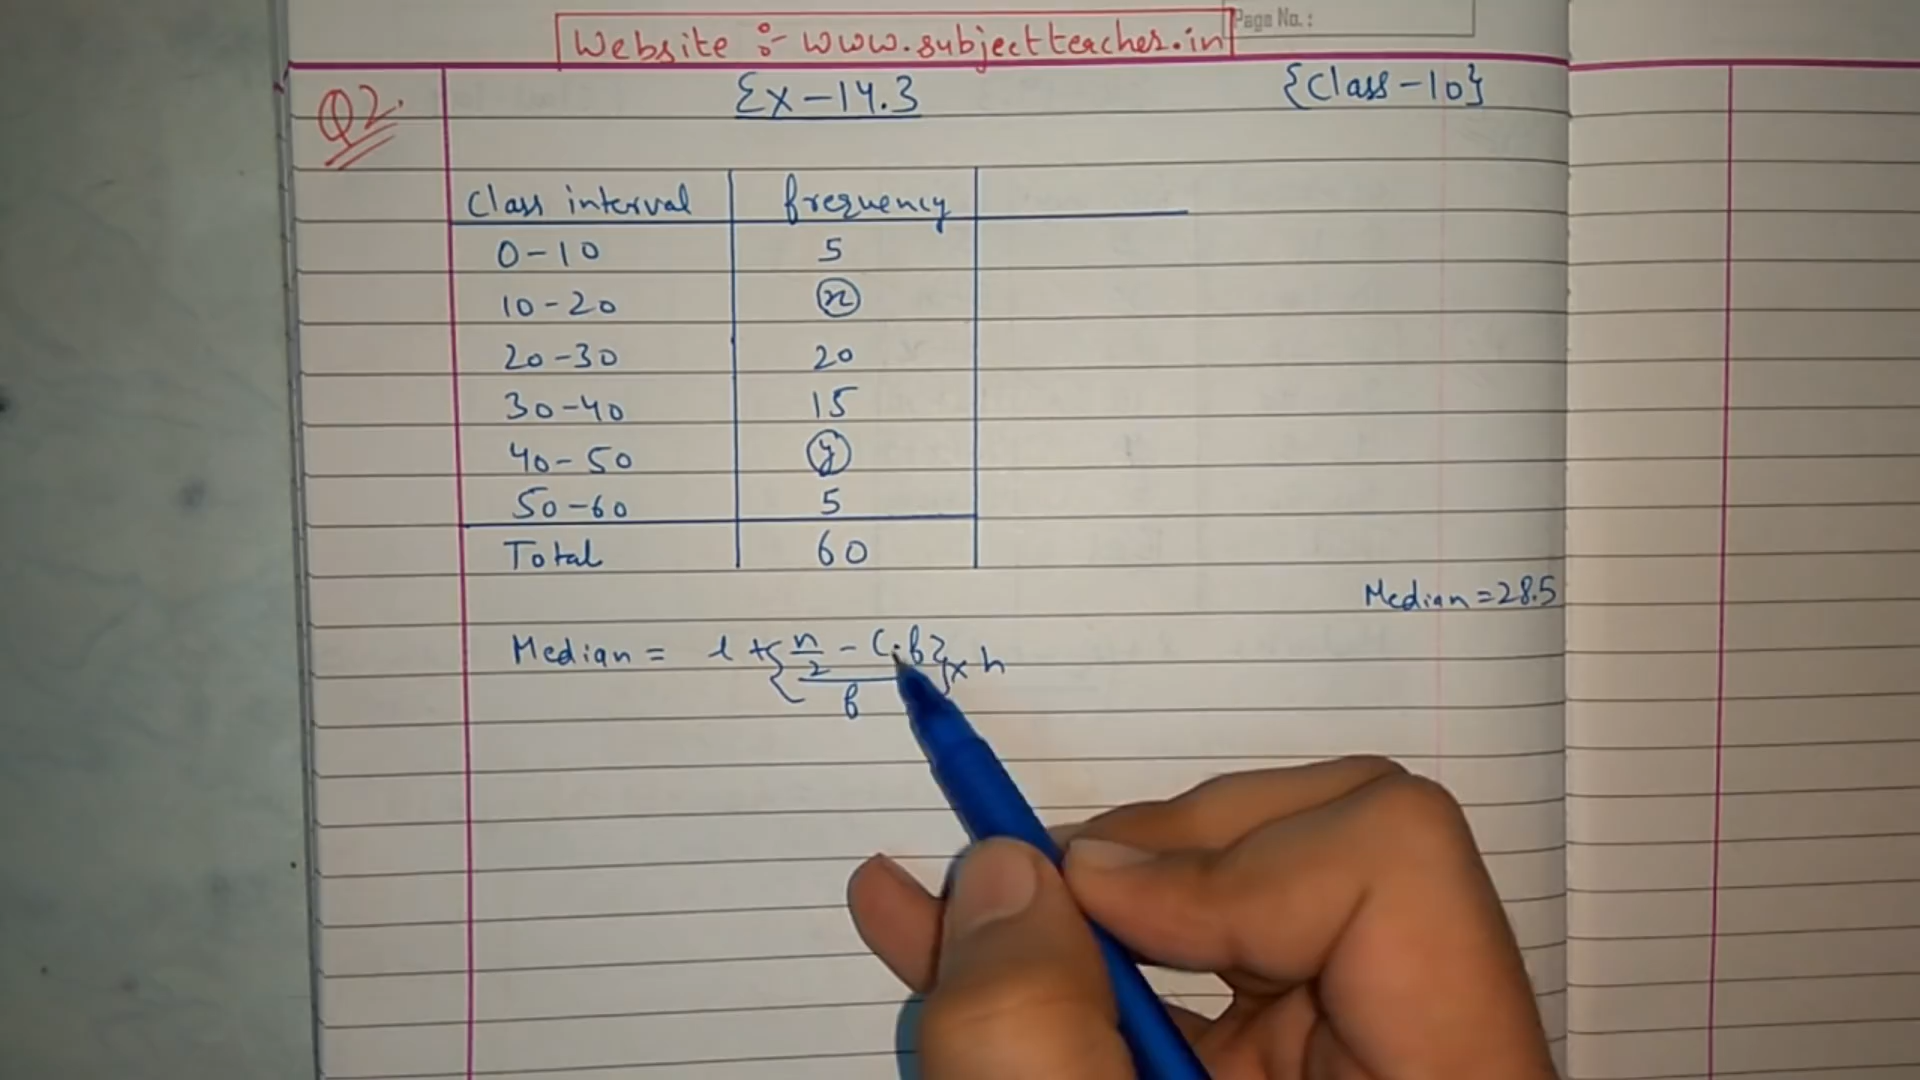 Page No.:
Website :- www.subjectteacher.in
Q2.
Ex-14.3
{Class-10}
Class interval frequency
0-10 5
10-20 x
20-30 20
30-40 15
40-50 y
50-60 5
Total 60
Median = 28.5
Median = l + { n/2 - C.f / f } x h